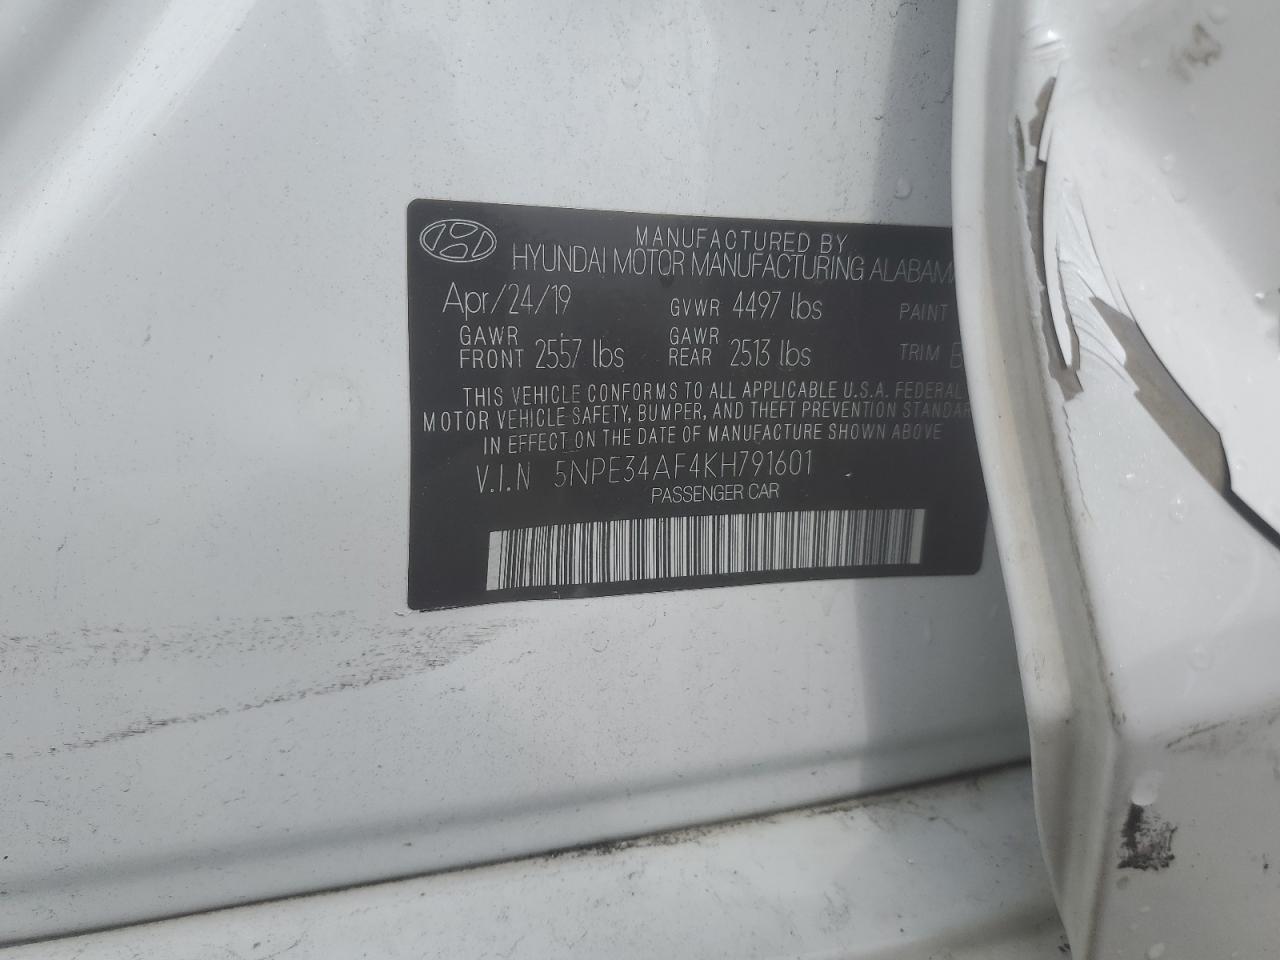 MANUFACTURED BY
HYUNDAI MOTOR MANUFACTURING ALABAMA
Apr/24/19 GVWR 4497 lbs PAINT
GAWR FRONT 2557 lbs GAWR REAR 2513 lbs TRIM
THIS VEHICLE CONFORMS TO ALL APPLICABLE U.S.A. FEDERAL
MOTOR VEHICLE SAFETY, BUMPER, AND THEFT PREVENTION STANDAR
IN EFFECT ON THE DATE OF MANUFACTURE SHOWN ABOVE
V.I.N 5NPE34AF4KH791601
PASSENGER CAR